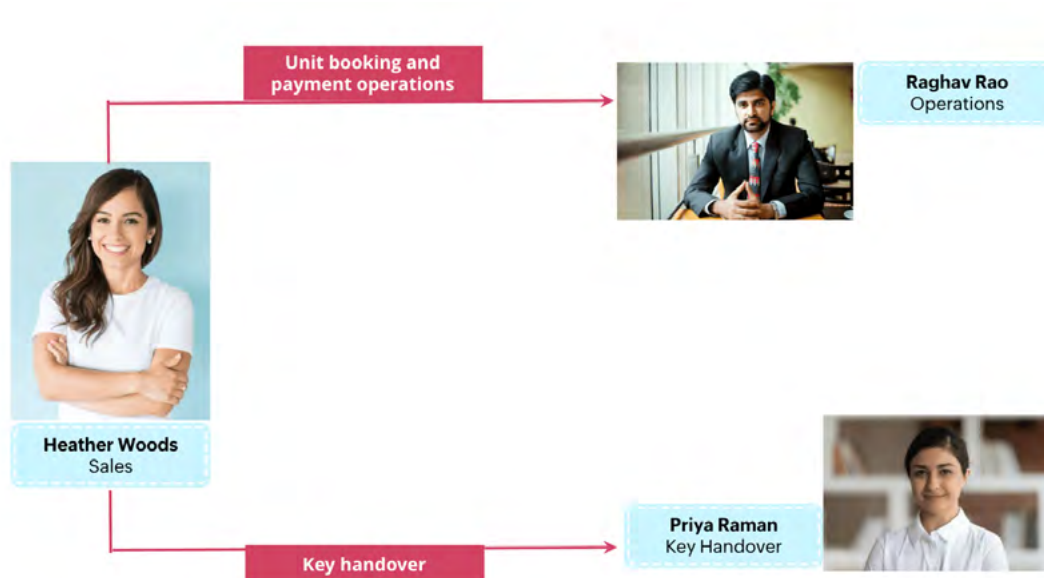 Unit booking and
payment operations
Raghav Rao
Operations
Heather Woods
Sales
Priya Raman
Key Handover
Key handover